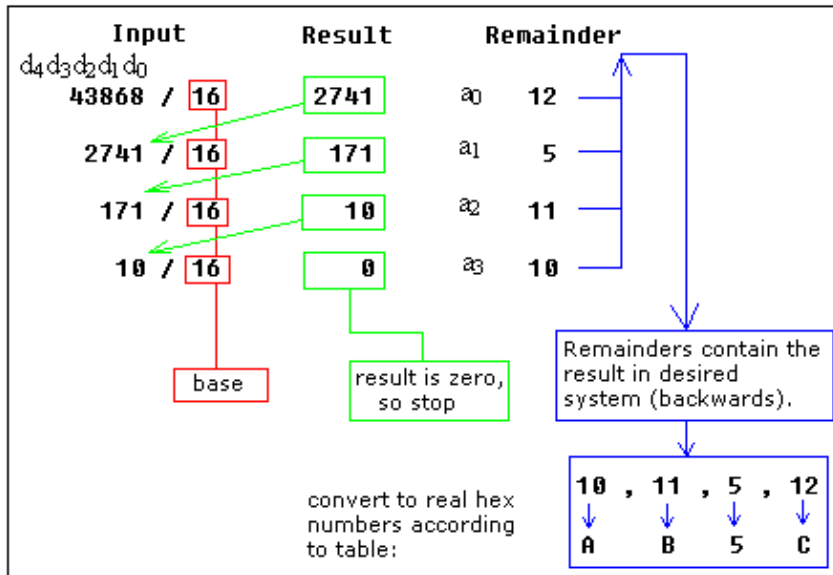 Input Result Remainder
d4d3d2d1d0
43868 / 16 2741 a0 12
2741 / 16 171 a1 5
171 / 16 10 a2 11
10 / 16 0 a3 10
base
result is zero,
so stop
Remainders contain the
result in desired
system (backwards).
convert to real hex
numbers according
to table:
10 , 11 , 5 , 12
A B 5 C